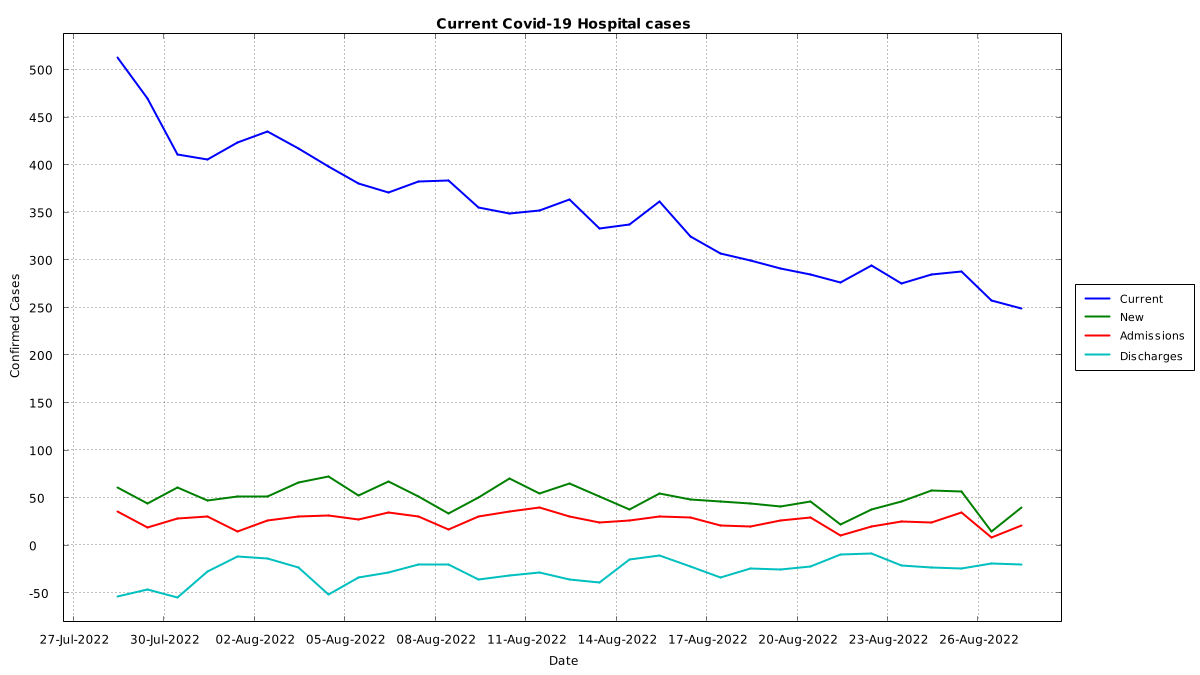 Current Covid-19 Hospital cases
500
450
400
350
300
250
200
150
100
50
0
-50
Confirmed Cases
27-Jul-2022 30-Jul-2022 02-Aug-2022 05-Aug-2022 08-Aug-2022 11-Aug-2022 14-Aug-2022 17-Aug-2022 20-Aug-2022 23-Aug-2022 26-Aug-2022
Date
Current
New
Admissions
Discharges